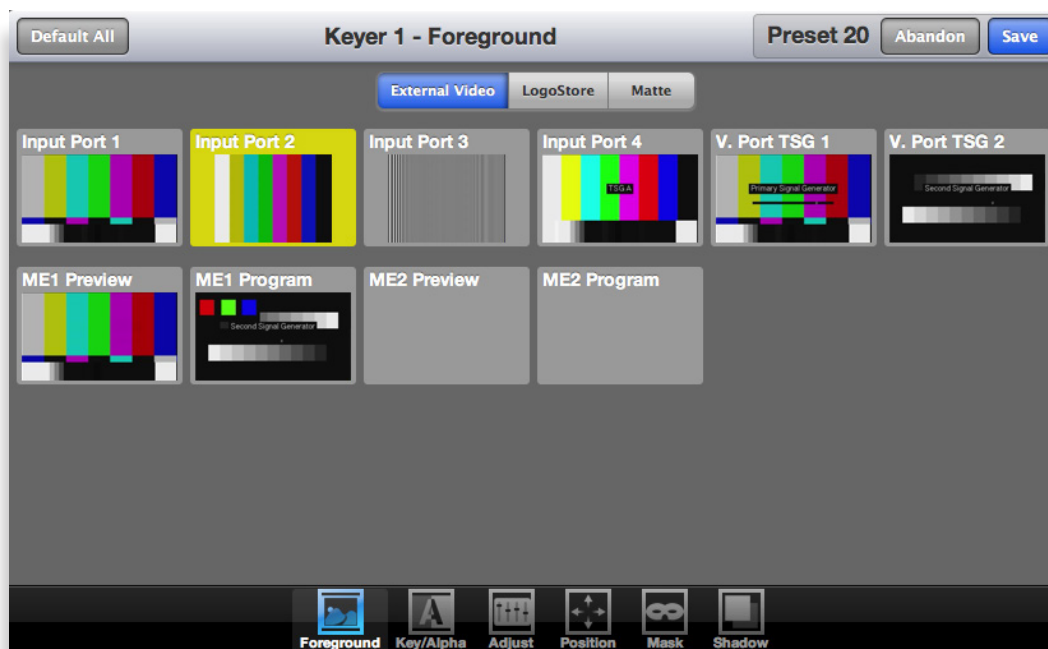 Default All
Keyer 1 - Foreground
Preset 20
Abandon
Save
External Video
LogoStore
Matte
Input Port 1
Input Port 2
Input Port 3
Input Port 4
V. Port TSG 1
V. Port TSG 2
TSG A
Primary Signal Generator
Second Signal Generator
ME1 Preview
ME1 Program
ME2 Preview
ME2 Program
Second Signal Generator
Foreground
Key/Alpha
Adjust
Position
Mask
Shadow